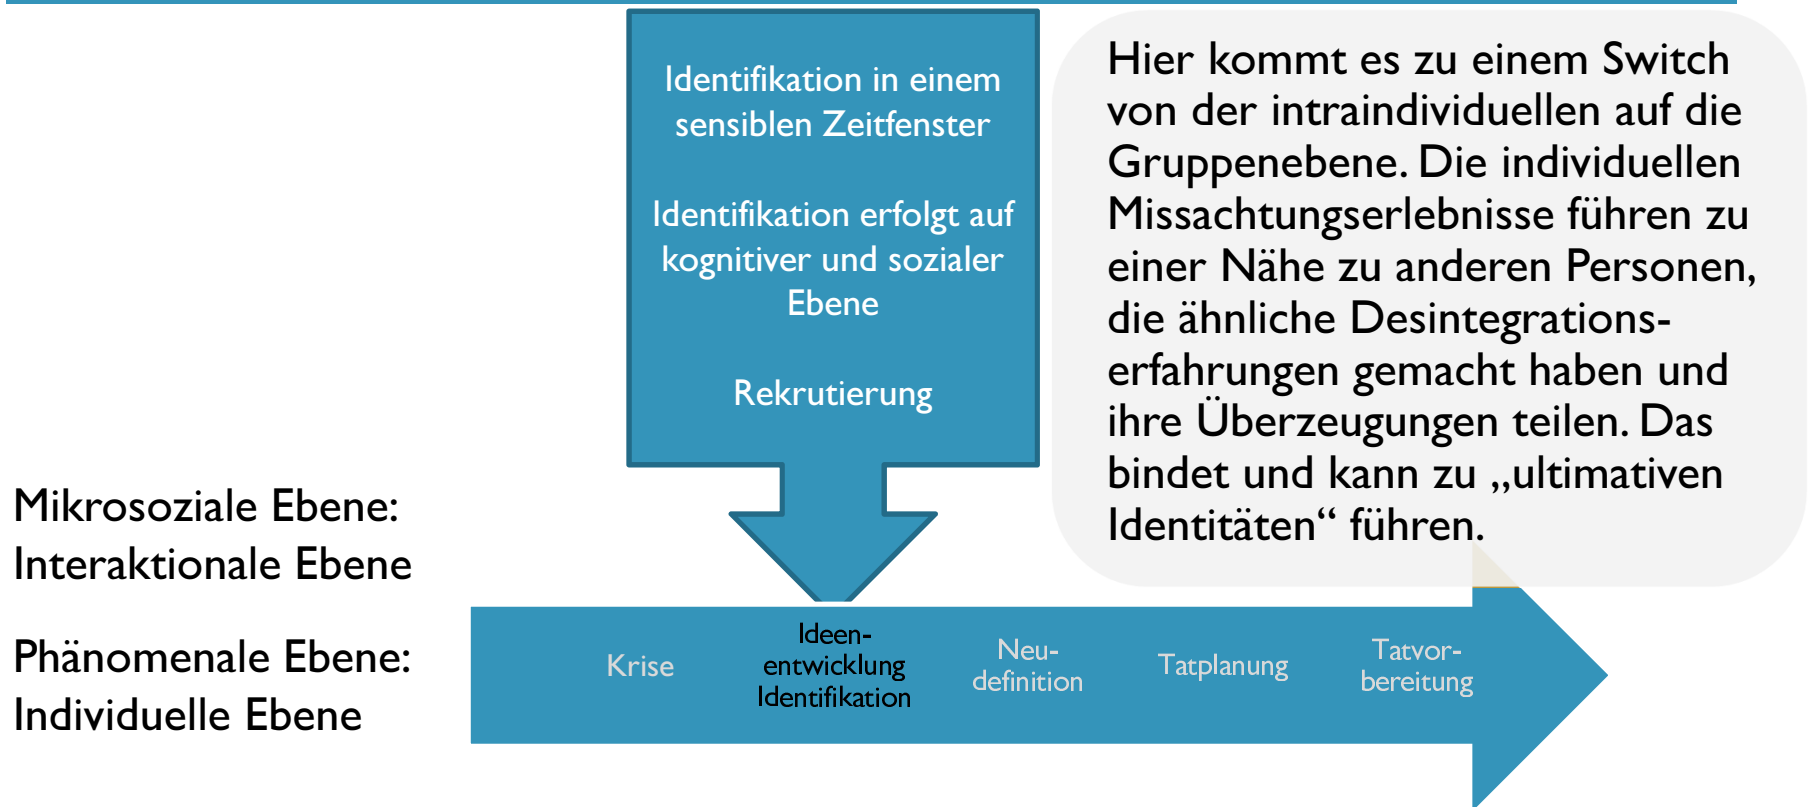 Identifikation in einem
sensiblen Zeitfenster
Identifikation erfolgt auf
kognitiver und sozialer
Ebene
Rekrutierung
Hier kommt es zu einem Switch
von der intraindividuellen auf die
Gruppenebene. Die individuellen
Missachtungserlebnisse führen zu
einer Nähe zu anderen Personen,
die ähnliche Desintegrations-
erfahrungen gemacht haben und
ihre Überzeugungen teilen. Das
bindet und kann zu „ultimativen
Identitäten“ führen.
Mikrosoziale Ebene:
Interaktionale Ebene
Phänomenale Ebene:
Individuelle Ebene
Krise
Ideen-
entwicklung
Identifikation
Neu-
definition
Tatplanung
Tatvor-
bereitung